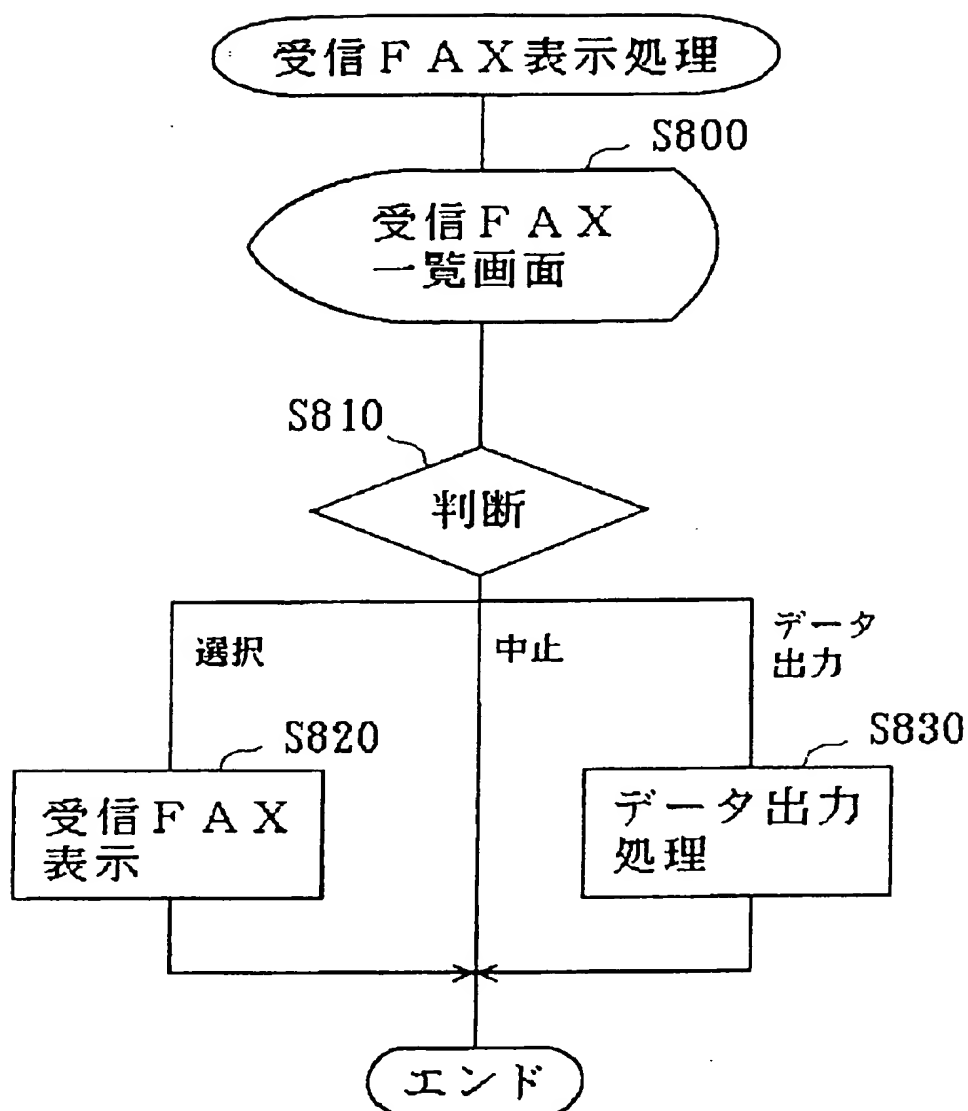 受信ＦＡＸ表示処理
S800
受信ＦＡＸ
一覧画面
S810
判断
選択
中止
データ
出力
S820
受信ＦＡＸ
表示
S830
データ出力
処理
エンド